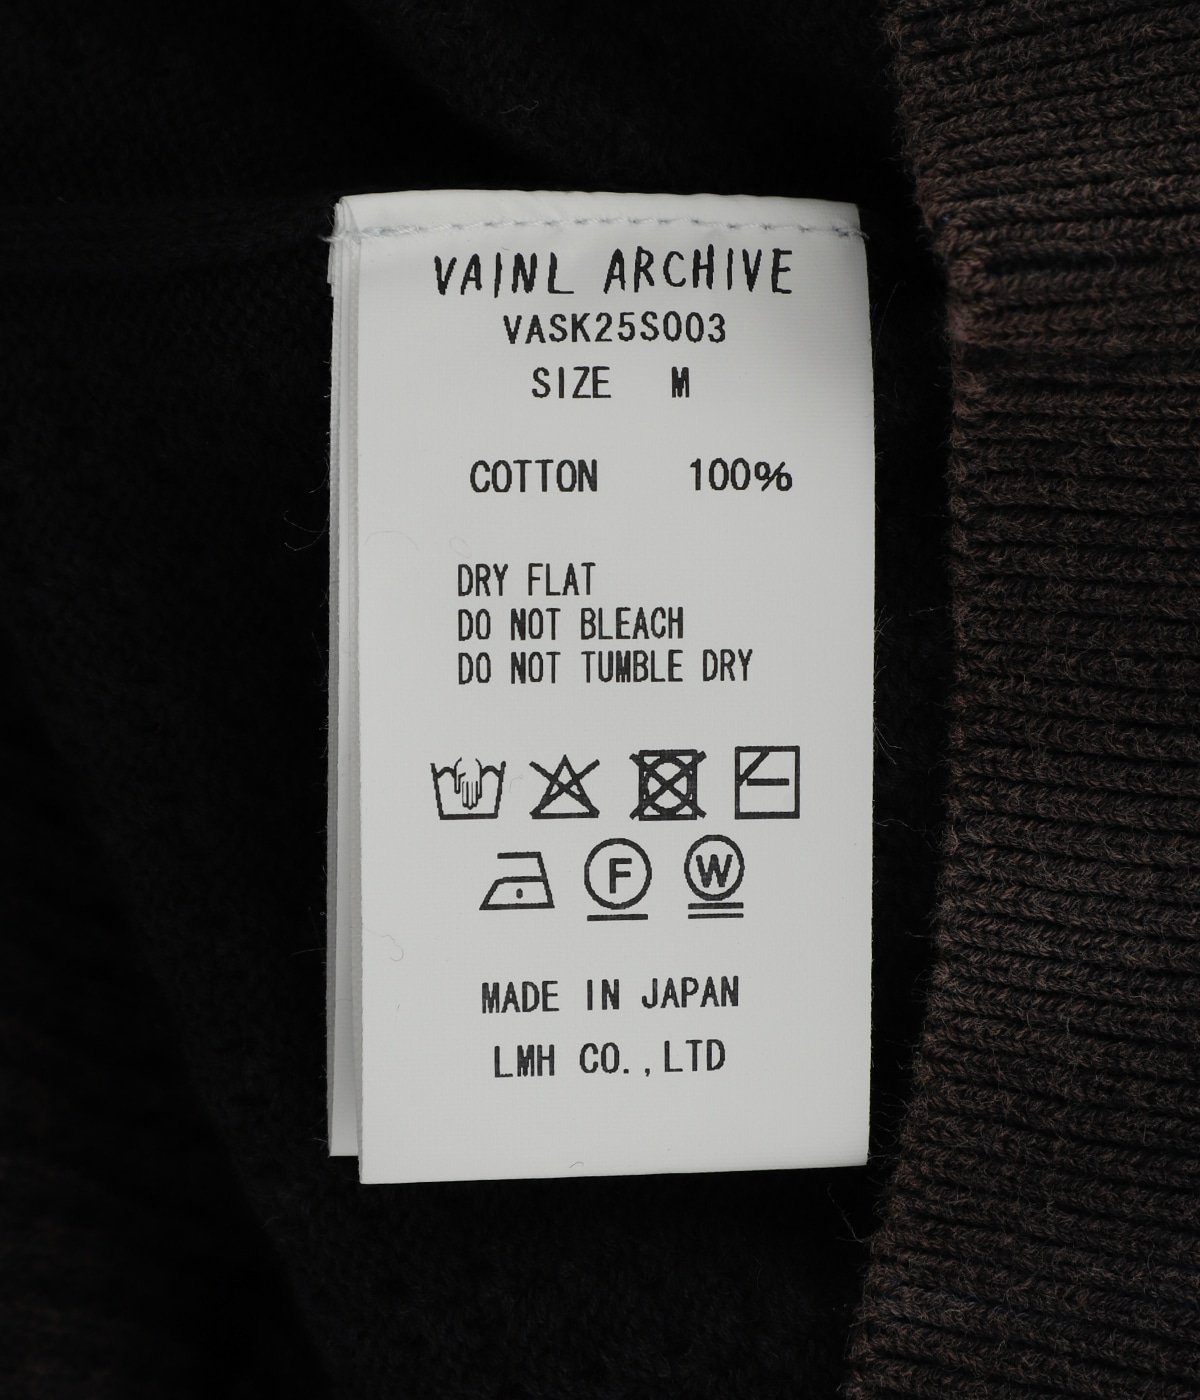 VAINL ARCHIVE
VASK25S003
SIZE M
COTTON 100%
DRY FLAT
DO NOT BLEACH
DO NOT TUMBLE DRY
F W
MADE IN JAPAN
LMH CO.,LTD